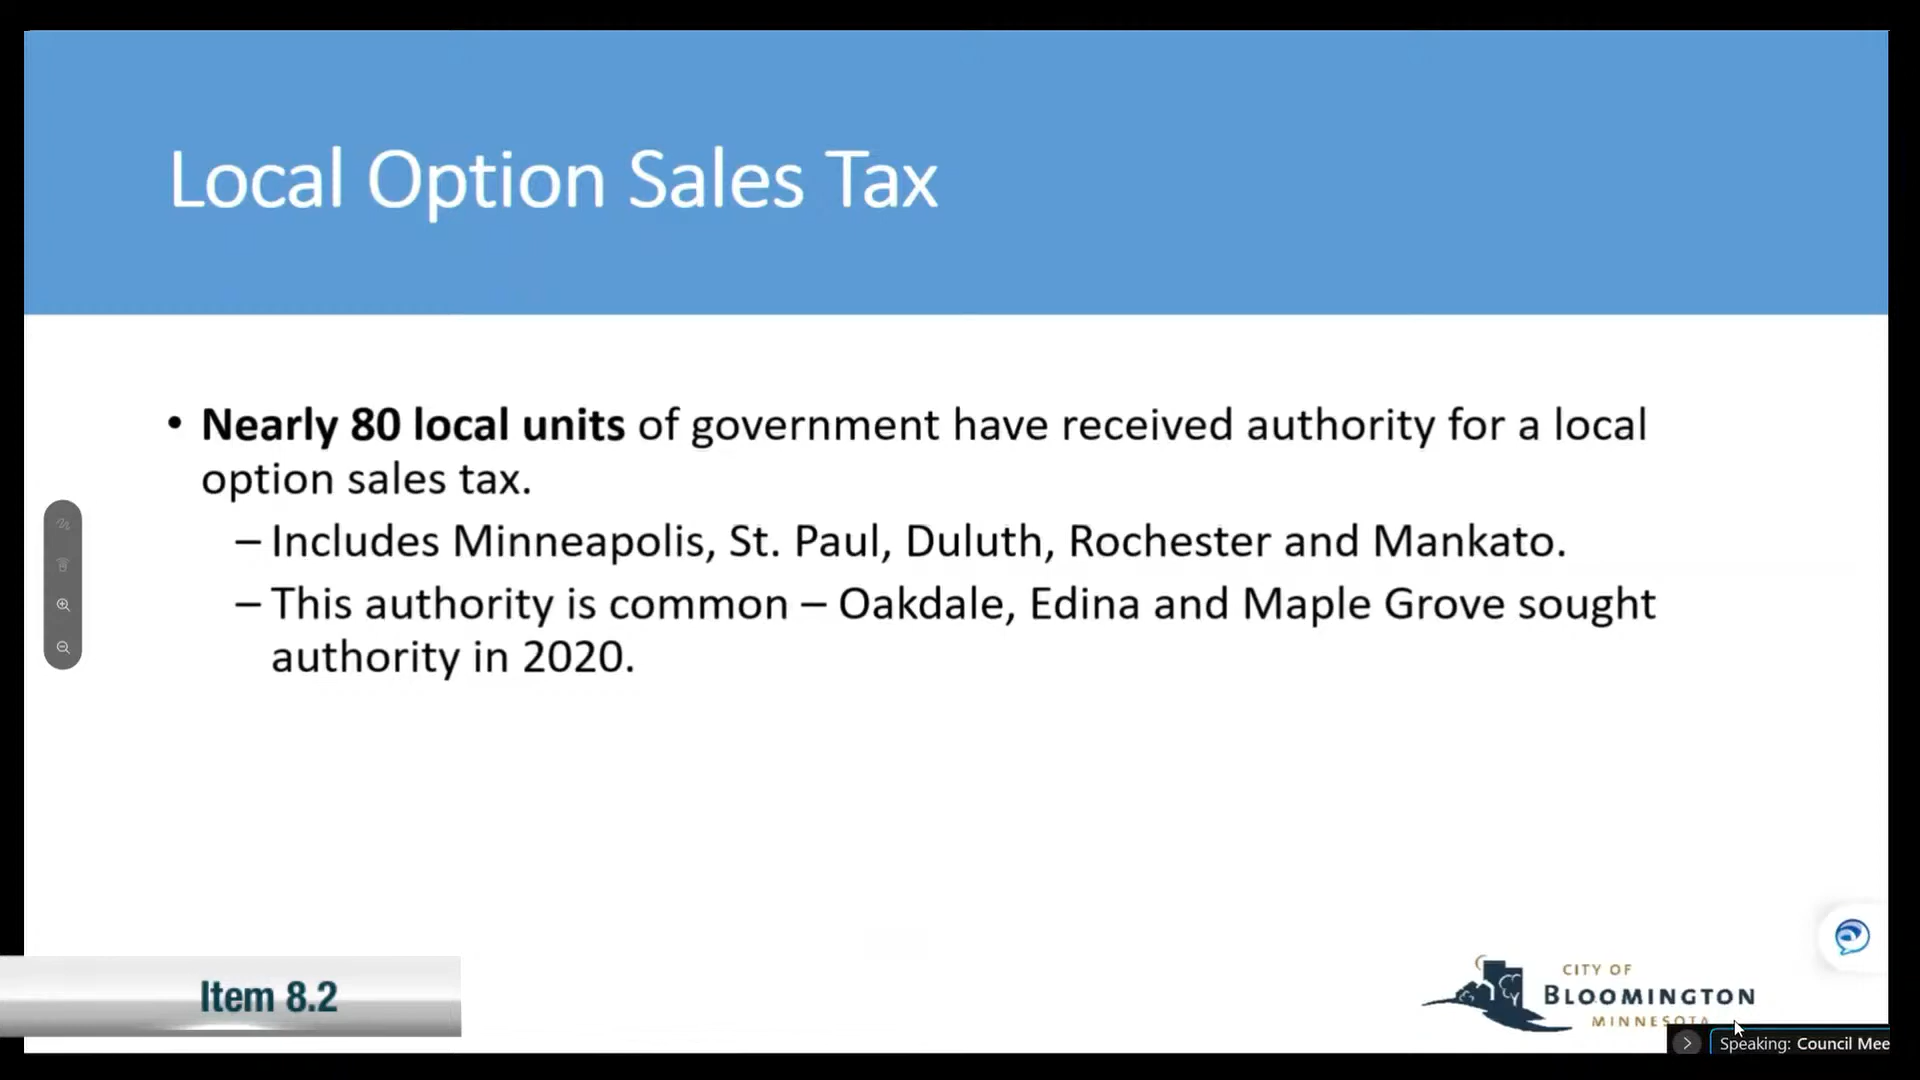 Local Option Sales Tax
• Nearly 80 local units of government have received authority for a local
option sales tax.
– Includes Minneapolis, St. Paul, Duluth, Rochester and Mankato.
– This authority is common – Oakdale, Edina and Maple Grove sought
authority in 2020.
Item 8.2
CITY OF
BLOOMINGTON
MINNESOTA
Speaking: Council Mee